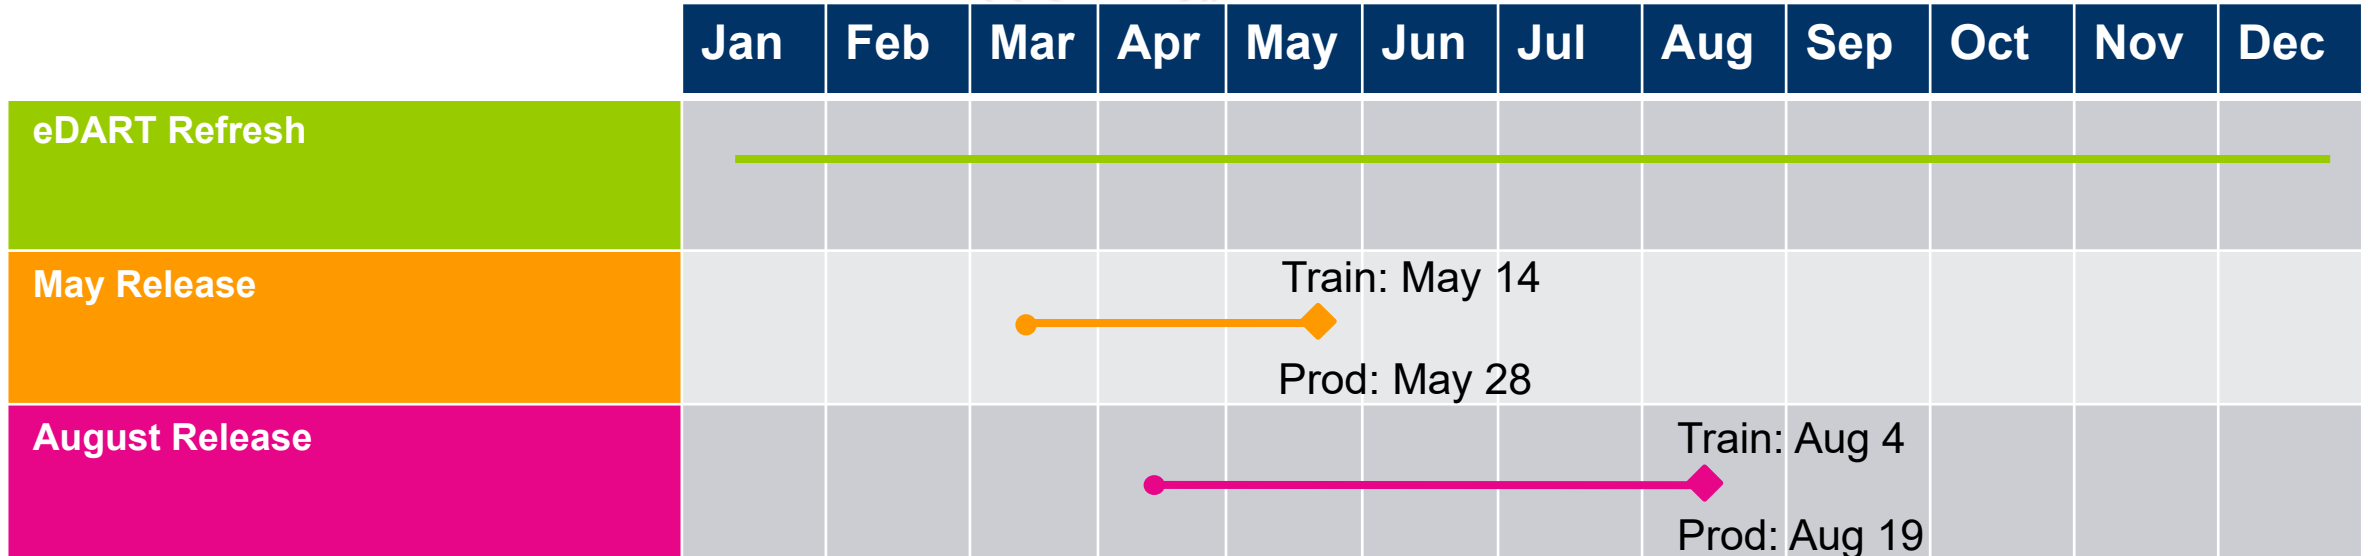 Jan Feb Mar Apr May Jun Jul Aug Sep Oct Nov Dec
eDART Refresh
May Release
Train: May 14
Prod: May 28
August Release
Train: Aug 4
Prod: Aug 19